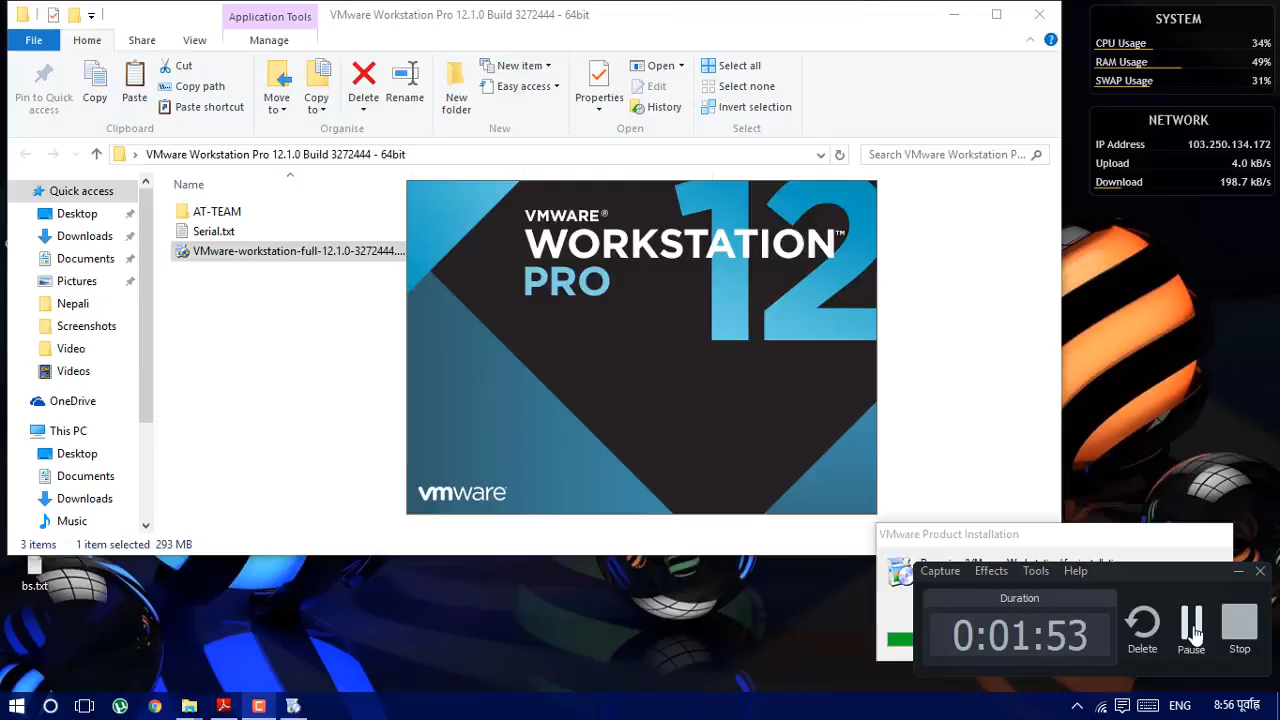 Application Tools
VMware Workstation Pro 12.1.0 Build 3272444 - 64bit
File
Home
Share
View
Manage
Pin to Quick access
Copy
Paste
Cut
Copy path
Paste shortcut
Clipboard
Move to
Copy to
Delete
Rename
Organise
New folder
New item
Easy access
New
Properties
Open
Edit
History
Open
Select all
Select none
Invert selection
Select
VMware Workstation Pro 12.1.0 Build 3272444 - 64bit
Search VMware Workstation P...
Quick access
Desktop
Downloads
Documents
Pictures
Nepali
Screenshots
Video
Videos
OneDrive
This PC
Desktop
Documents
Downloads
Music
Name
AT-TEAM
Serial.txt
VMware-workstation-full-12.1.0-3272444....
3 items 1 item selected 293 MB
VMWARE®
WORKSTATION™
PRO
12
vmware
SYSTEM
CPU Usage 34%
RAM Usage 49%
SWAP Usage 31%
NETWORK
IP Address 103.250.134.172
Upload 4.0 kB/s
Download 198.7 kB/s
VMware Product Installation
Capture Effects Tools Help
Duration
0:01:53
Delete
Pause
Stop
bs.txt
ENG
8:56 पूर्वाह्न